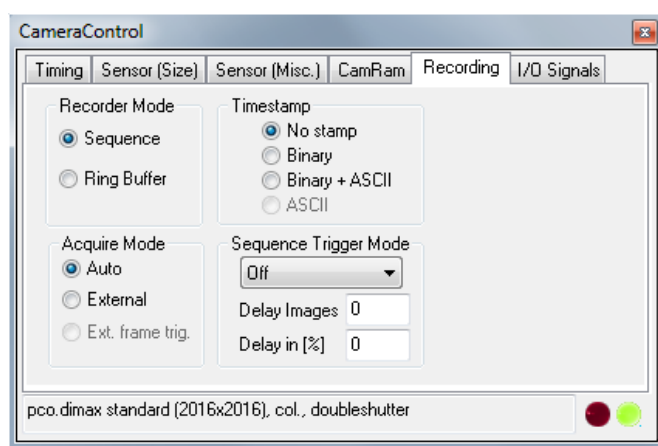 CameraControl
Timing Sensor (Size) Sensor (Misc.) CamRam Recording I/O Signals
Recorder Mode
Sequence
Ring Buffer
Timestamp
No stamp
Binary
Binary + ASCII
ASCII
Acquire Mode
Auto
External
Ext. frame trig.
Sequence Trigger Mode
Off
Delay Images 0
Delay in [%] 0
pco.dimax standard (2016x2016), col., doubleshutter